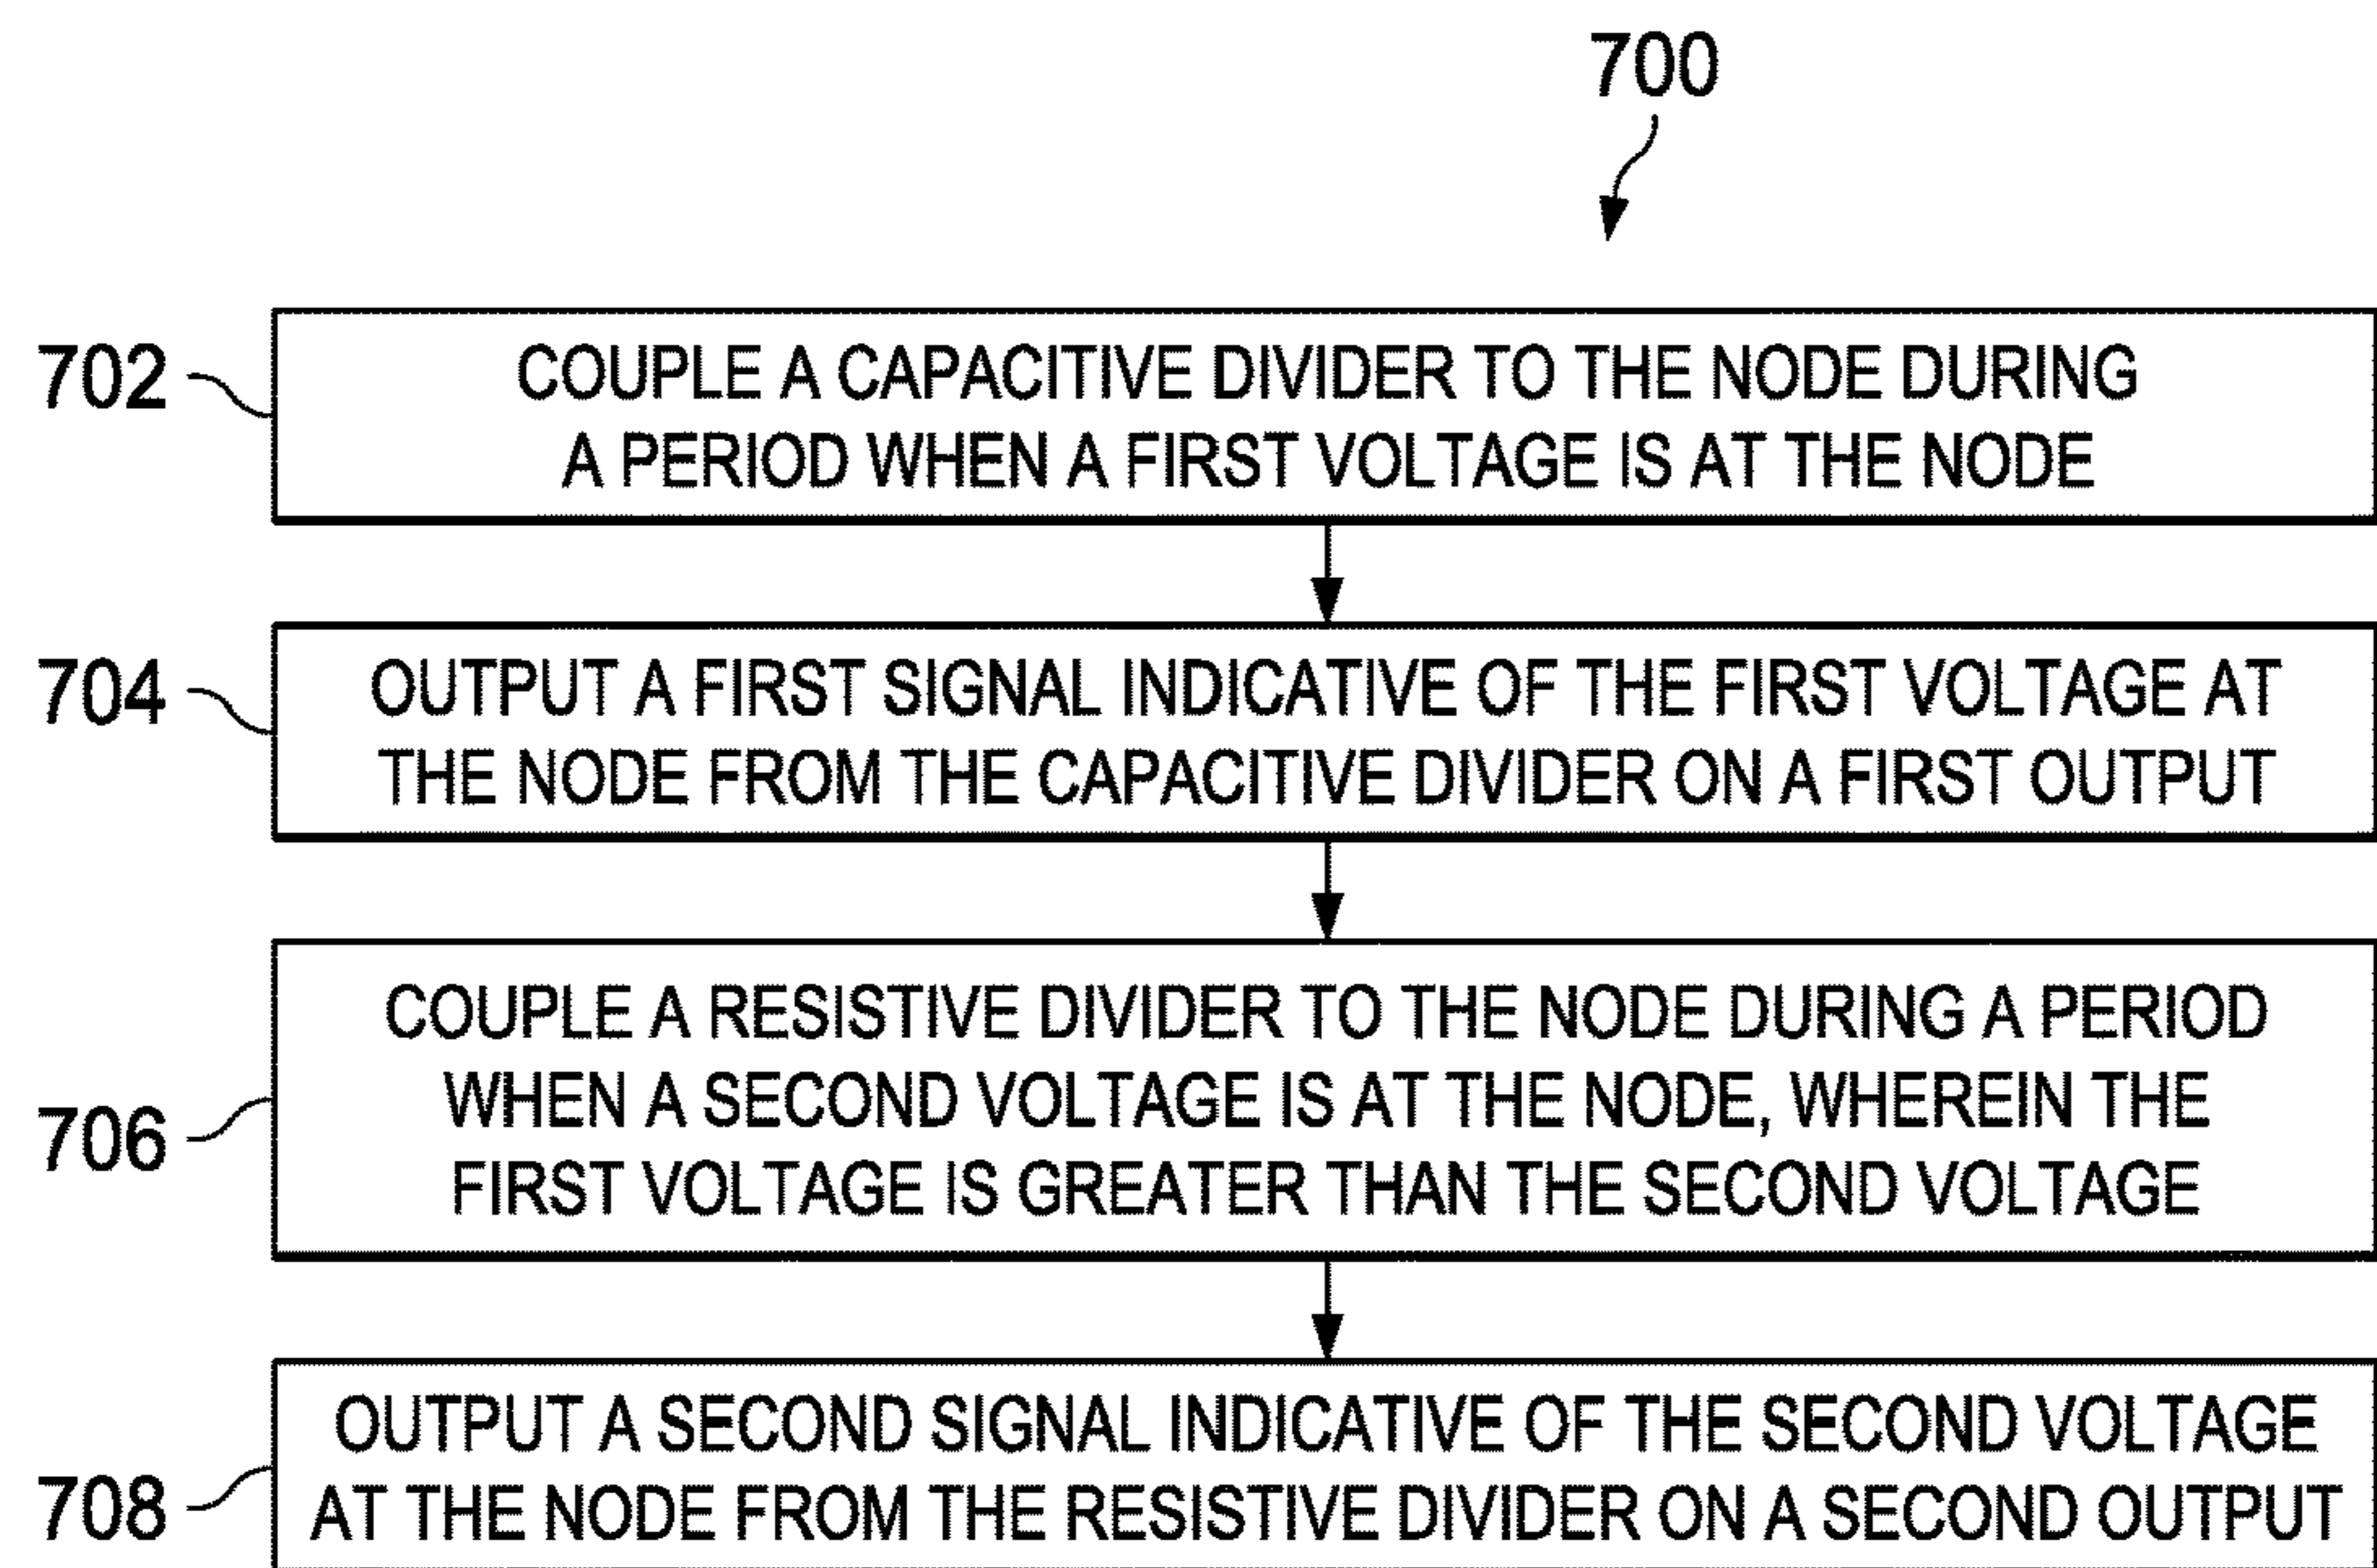 700
702
COUPLE A CAPACITIVE DIVIDER TO THE NODE DURING
A PERIOD WHEN A FIRST VOLTAGE IS AT THE NODE
704
OUTPUT A FIRST SIGNAL INDICATIVE OF THE FIRST VOLTAGE AT
THE NODE FROM THE CAPACITIVE DIVIDER ON A FIRST OUTPUT
706
COUPLE A RESISTIVE DIVIDER TO THE NODE DURING A PERIOD
WHEN A SECOND VOLTAGE IS AT THE NODE, WHEREIN THE
FIRST VOLTAGE IS GREATER THAN THE SECOND VOLTAGE
708
OUTPUT A SECOND SIGNAL INDICATIVE OF THE SECOND VOLTAGE
AT THE NODE FROM THE RESISTIVE DIVIDER ON A SECOND OUTPUT